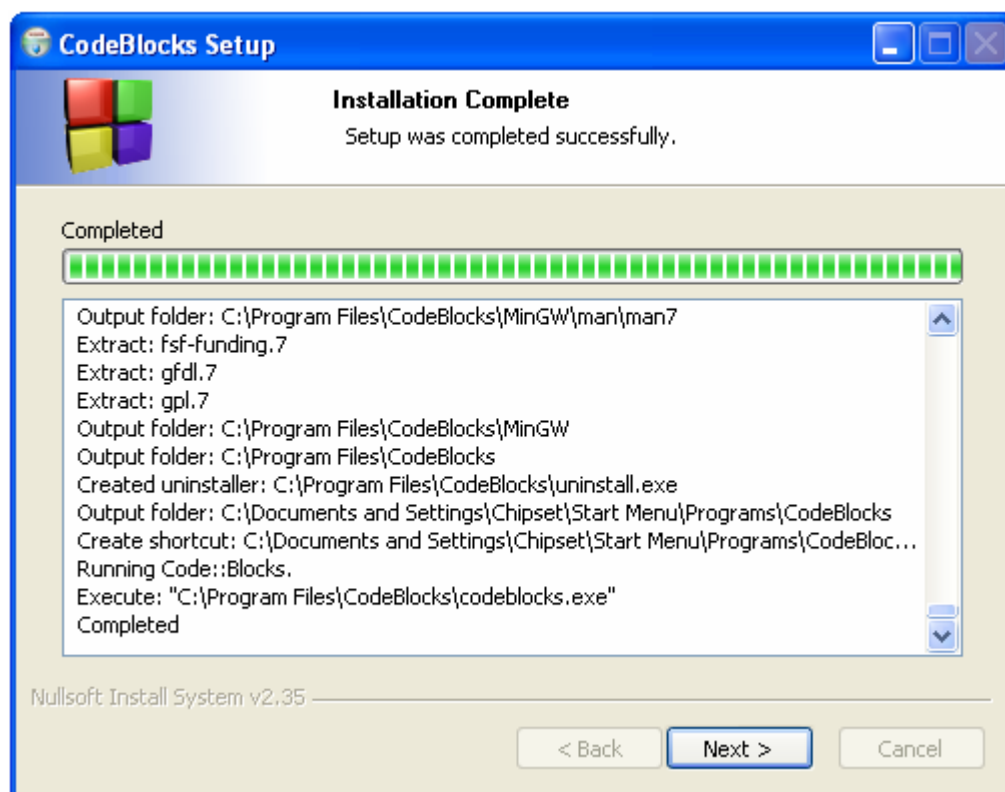 CodeBlocks Setup
Installation Complete
Setup was completed successfully.
Completed
Output folder: C:\Program Files\CodeBlocks\MinGW\man\man7
Extract: fsf-funding.7
Extract: gfdl.7
Extract: gpl.7
Output folder: C:\Program Files\CodeBlocks\MinGW
Output folder: C:\Program Files\CodeBlocks
Created uninstaller: C:\Program Files\CodeBlocks\uninstall.exe
Output folder: C:\Documents and Settings\Chipset\Start Menu\Programs\CodeBlocks
Create shortcut: C:\Documents and Settings\Chipset\Start Menu\Programs\CodeBloc...
Running Code::Blocks.
Execute: "C:\Program Files\CodeBlocks\codeblocks.exe"
Completed
Nullsoft Install System v2.35
< Back Next > Cancel